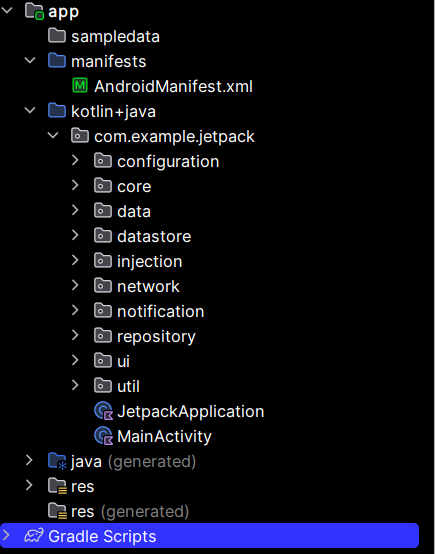 app
sampledata
manifests
M AndroidManifest.xml
kotlin+java
com.example.jetpack
configuration
core
data
datastore
injection
network
notification
repository
ui
util
JetpackApplication
MainActivity
java (generated)
res
res (generated)
Gradle Scripts